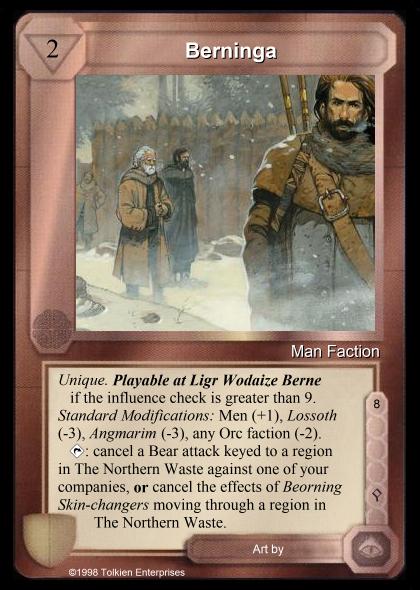 2
Berninga
Man Faction
Unique. Playable at Ligr Wodaize Berne
if the influence check is greater than 9.
Standard Modifications: Men (+1), Lossoth
(-3), Angmarim (-3), any Orc faction (-2).
: cancel a Bear attack keyed to a region
in The Northern Waste against one of your
companies, or cancel the effects of Beorning
Skin-changers moving through a region in
The Northern Waste.
8
Art by
©1998 Tolkien Enterprises